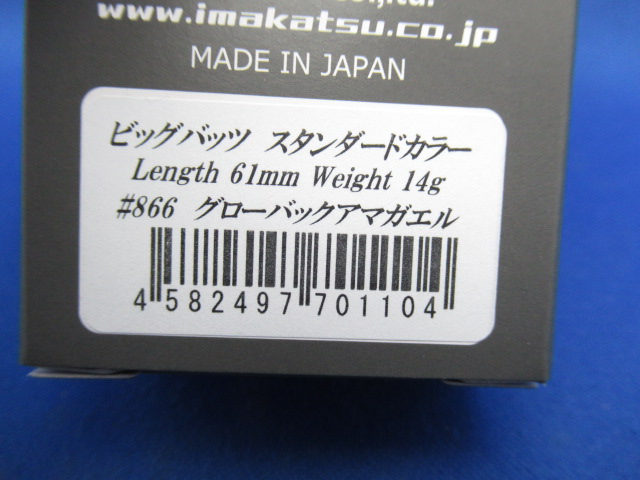 www.imakatsu.co.jp
MADE IN JAPAN
ビッグバッツ スタンダードカラー
Length 61mm Weight 14g
#866 グローバックアマガエル
4 582497 701104